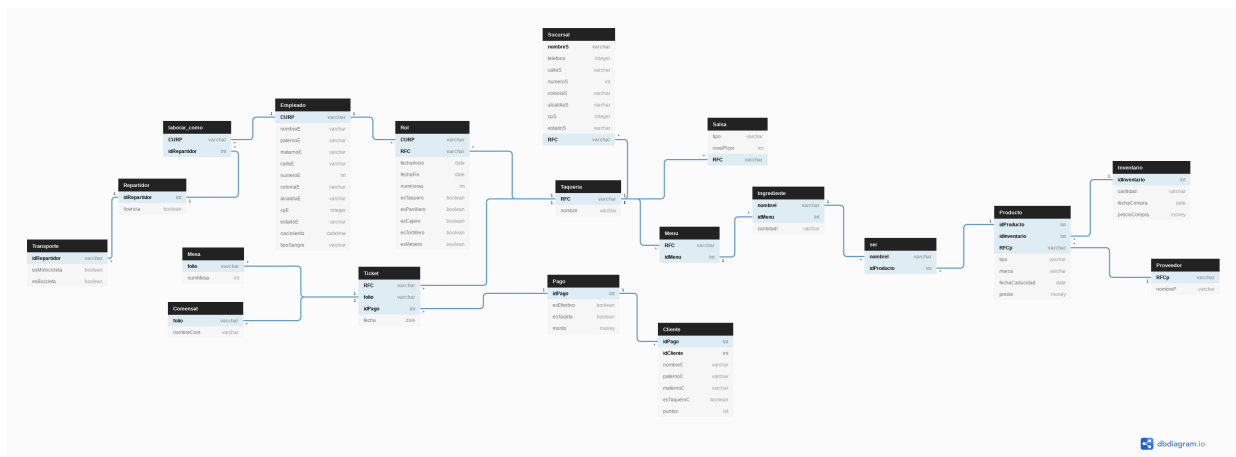 Sucursal
nombreS varchar
telefono integer
calleS varchar
numeroS int
coloniaS varchar
alcaldiaS varchar
cpS integer
estadoS varchar
RFC varchar
Empleado
CURP varchar
nombreE varchar
paternoE varchar
maternoE varchar
calleE varchar
numeroE int
coloniaE varchar
alcaldiaE varchar
cpE integer
estadoE varchar
nacimiento datetime
tipoSangre varchar
laborar_como
CURP varchar
idRepartidor int
Rol
CURP varchar
RFC varchar
fechaInicio date
fechaFin date
numHoras int
esTaquero boolean
esParrillero boolean
esCajero boolean
esTortillero boolean
esMesero boolean
Salsa
tipo varchar
nivelPicor int
RFC varchar
Repartidor
idRepartidor int
licencia boolean
Taqueria
RFC varchar
nombre varchar
Ingrediente
nombreI varchar
idMenu int
cantidadI varchar
Inventario
idInventario int
cantidad varchar
fechaCompra date
precioCompra money
Producto
idProducto int
idInventario int
RFCp varchar
tipo varchar
marca varchar
fechaCaducidad date
precio money
Transporte
idRepartidor varchar
esMotocicleta boolean
esBicicleta boolean
Mesa
folio varchar
numMesa int
Menu
RFC varchar
idMenu int
ser
nombreI varchar
idProducto int
Proveedor
RFCp varchar
nombreP varchar
Ticket
RFC varchar
folio varchar
idPago int
fecha date
Pago
idPago int
esEfectivo boolean
esTarjeta boolean
monto money
Comensal
folio varchar
nombreCom varchar
Cliente
idPago int
idCliente int
nombreC varchar
paternoC varchar
maternoC varchar
esTaqueroC boolean
puntos int
dbdiagram.io